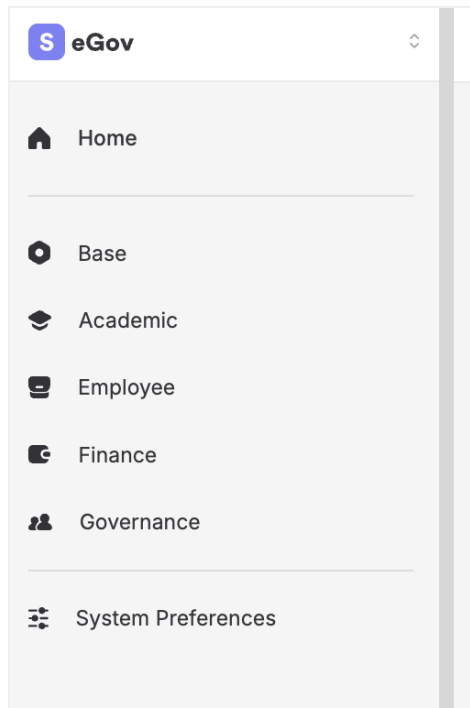 S eGov
Home
Base
Academic
Employee
Finance
Governance
System Preferences